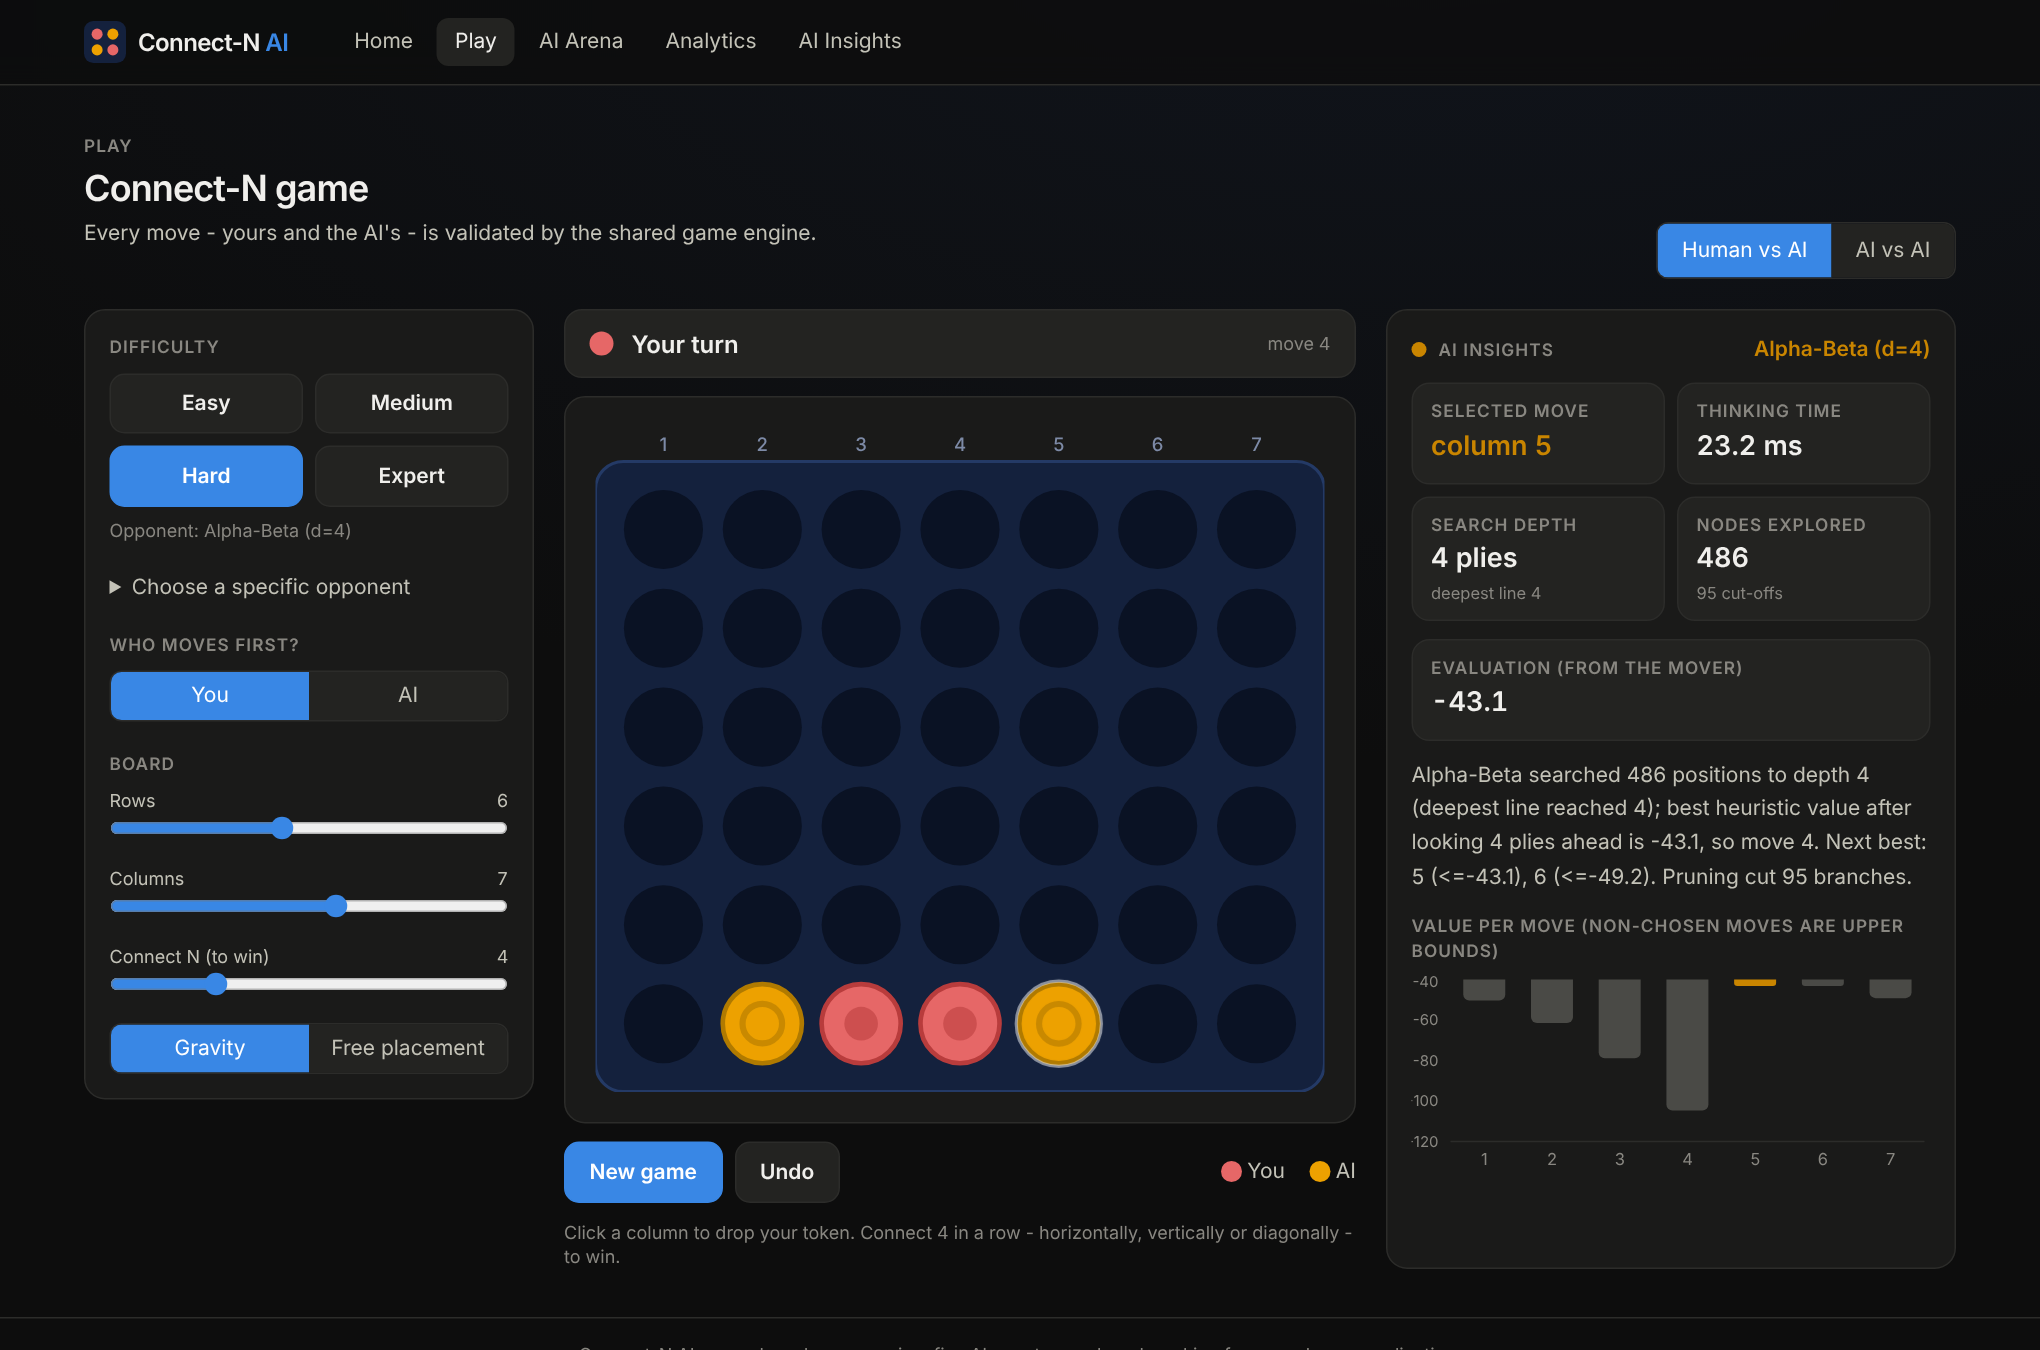 Connect-N AI
Home
Play
AI Arena
Analytics
AI Insights
PLAY
Connect-N game
Every move - yours and the AI's - is validated by the shared game engine.
Human vs AI
AI vs AI
DIFFICULTY
Easy
Medium
Hard
Expert
Opponent: Alpha-Beta (d=4)
Choose a specific opponent
WHO MOVES FIRST?
You
AI
BOARD
Rows 6
Columns 7
Connect N (to win) 4
Gravity
Free placement
Your turn
move 4
1 2 3 4 5 6 7
New game
Undo
You
AI
Click a column to drop your token. Connect 4 in a row - horizontally, vertically or diagonally -
to win.
AI INSIGHTS
Alpha-Beta (d=4)
SELECTED MOVE
column 5
THINKING TIME
23.2 ms
SEARCH DEPTH
4 plies
deepest line 4
NODES EXPLORED
486
95 cut-offs
EVALUATION (FROM THE MOVER)
-43.1
Alpha-Beta searched 486 positions to depth 4
(deepest line reached 4); best heuristic value after
looking 4 plies ahead is -43.1, so move 4. Next best:
5 (<=-43.1), 6 (<=-49.2). Pruning cut 95 branches.
VALUE PER MOVE (NON-CHOSEN MOVES ARE UPPER
BOUNDS)
-40
-60
-80
-100
-120
1 2 3 4 5 6 7